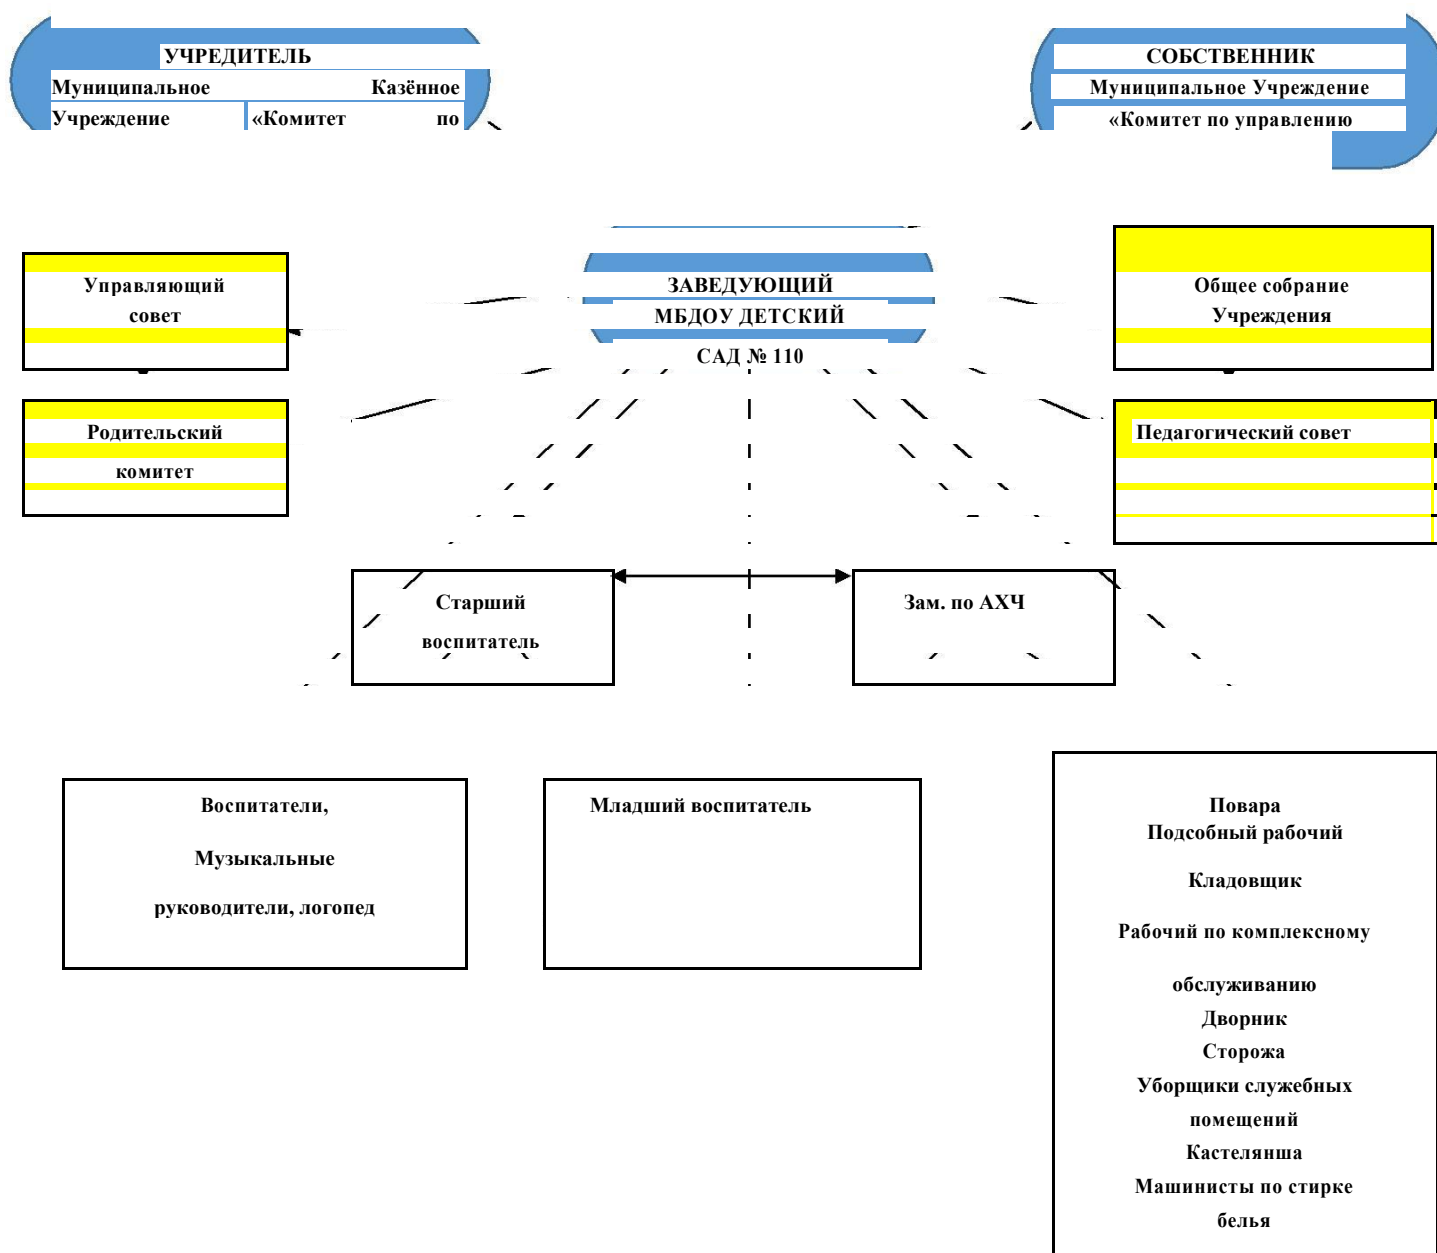 УЧРЕДИТЕЛЬ
Муниципальное Казённое
Учреждение «Комитет по
СОБСТВЕННИК
Муниципальное Учреждение
«Комитет по управлению
Управляющий
совет
ЗАВЕДУЮЩИЙ
МБДОУ ДЕТСКИЙ
САД № 110
Общее собрание
Учреждения
Родительский
комитет
Педагогический совет
Старший
воспитатель
Зам. по АХЧ
Воспитатели,
Музыкальные
руководители, логопед
Младший воспитатель
Повара
Подсобный рабочий
Кладовщик
Рабочий по комплексному
обслуживанию
Дворник
Сторожа
Уборщики служебных
помещений
Кастелянша
Машинисты по стирке
белья